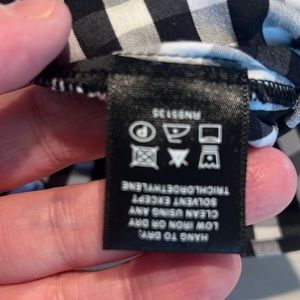 HANG TO DRY.
LOW IRON OR DRY
CLEAN USING ANY
SOLVENT EXCEPT
TRICHLOROETHYLENE
RN55135